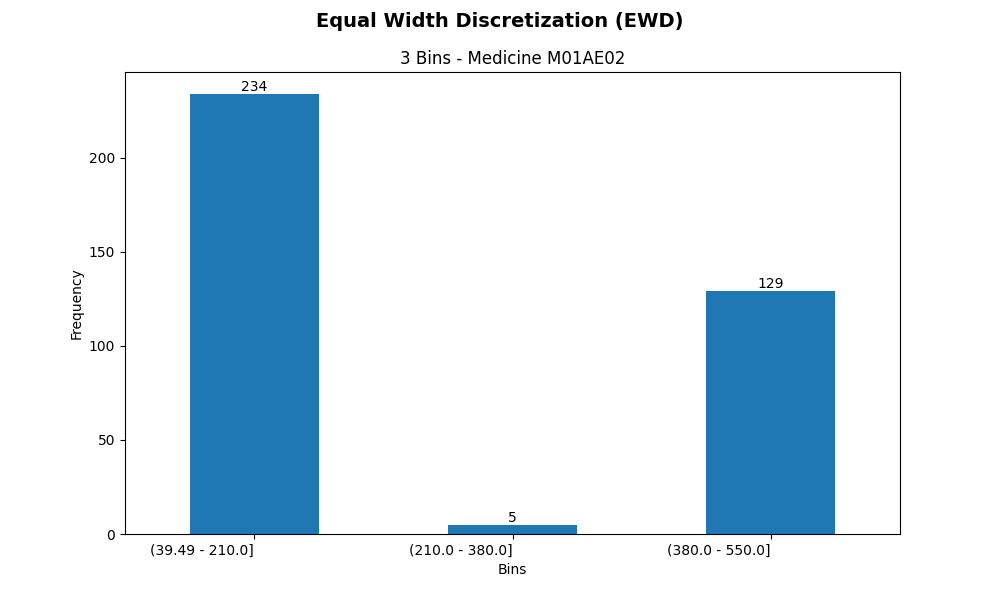 Equal Width Discretization (EWD)
3 Bins - Medicine M01AE02
234
200
150
129
100
50
5
0
Frequency
(39.49 - 210.0]
(210.0 - 380.0]
(380.0 - 550.0]
Bins